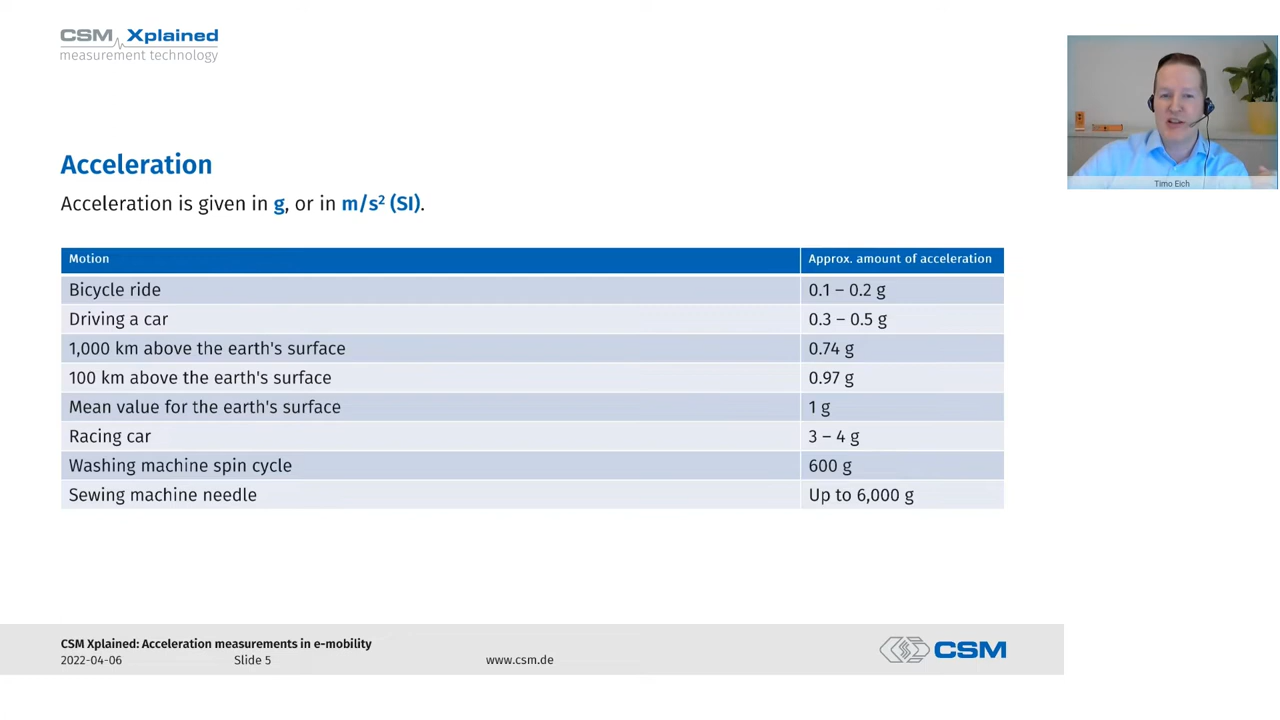 CSM Xplained
measurement technology
Timo Eich
Acceleration
Acceleration is given in g, or in m/s² (SI).
Motion Approx. amount of acceleration
Bicycle ride 0.1 – 0.2 g
Driving a car 0.3 – 0.5 g
1,000 km above the earth's surface 0.74 g
100 km above the earth's surface 0.97 g
Mean value for the earth's surface 1 g
Racing car 3 – 4 g
Washing machine spin cycle 600 g
Sewing machine needle Up to 6,000 g
CSM Xplained: Acceleration measurements in e-mobility
2022-04-06 Slide 5 www.csm.de
CSM